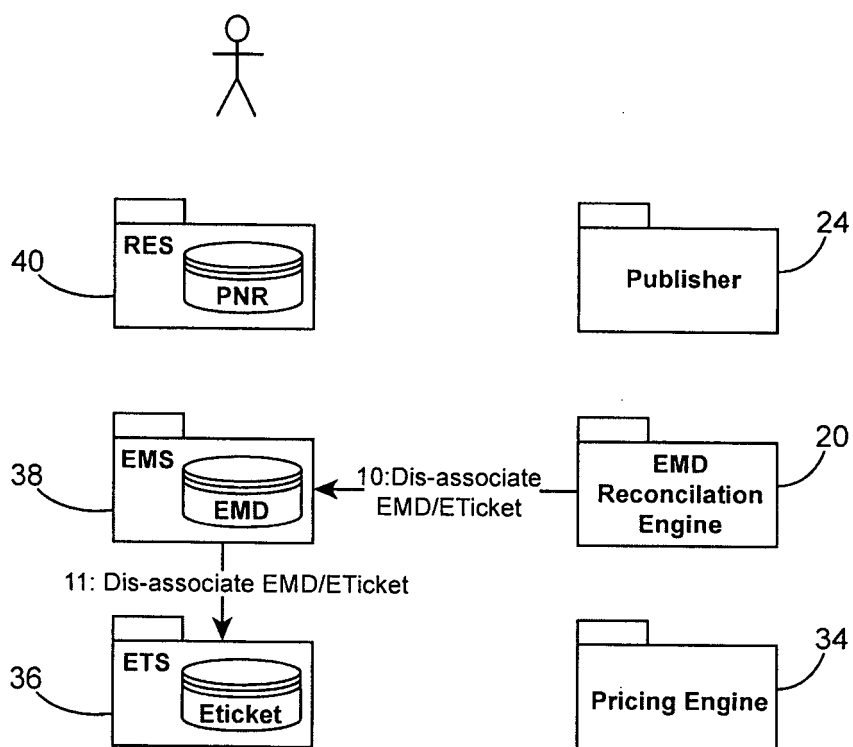 RES
PNR
40
Publisher
24
EMS
EMD
38
10:Dis-associate
EMD/ETicket
EMD
Reconcilation
Engine
20
11: Dis-associate EMD/ETicket
ETS
Eticket
36
Pricing Engine
34